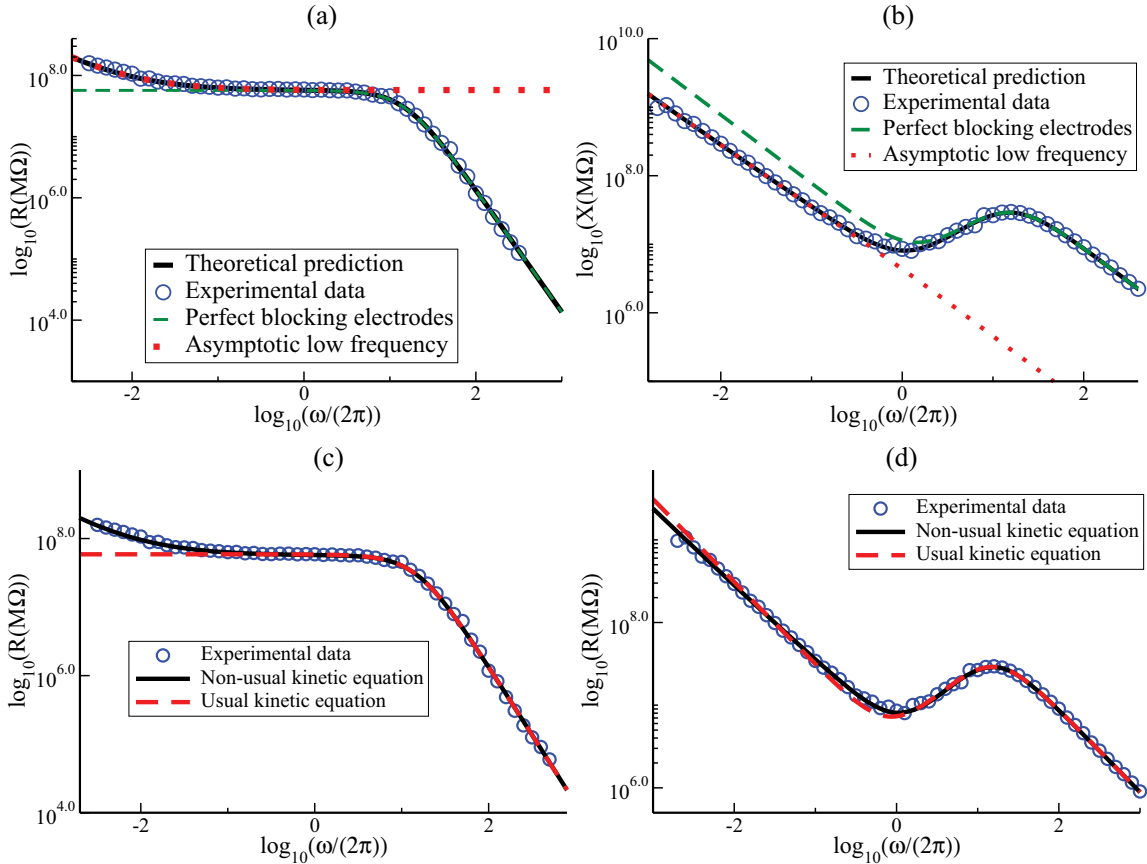 (a)
10^8.0
10^6.0
10^4.0
log10(R(MΩ))
Theoretical prediction
Experimental data
Perfect blocking electrodes
Asymptotic low frequency
-2
0
2
log10(ω/(2π))
(b)
10^10.0
10^8.0
10^6.0
log10(X(MΩ))
Theoretical prediction
Experimental data
Perfect blocking electrodes
Asymptotic low frequency
-2
0
2
log10(ω/(2π))
(c)
10^8.0
10^6.0
10^4.0
log10(R(MΩ))
Experimental data
Non-usual kinetic equation
Usual kinetic equation
-2
0
2
log10(ω/(2π))
(d)
10^8.0
10^6.0
log10(R(MΩ))
Experimental data
Non-usual kinetic equation
Usual kinetic equation
-2
0
2
log10(ω/(2π))